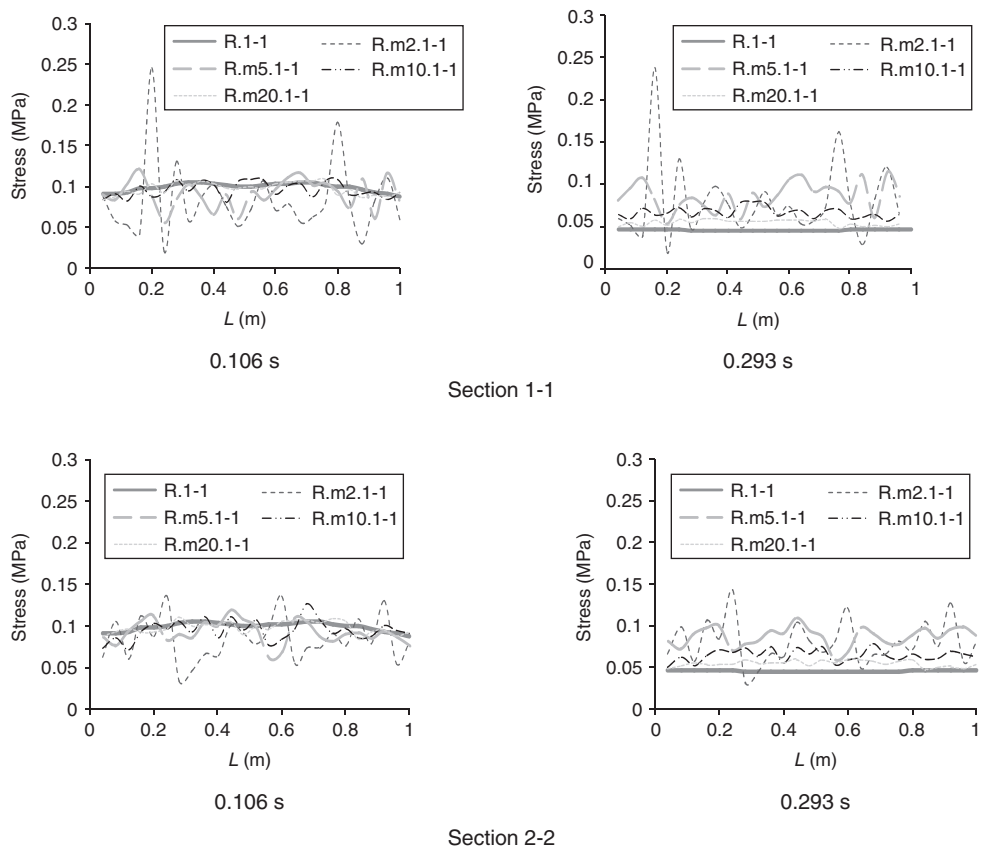 Stress (MPa)
0.3
0.25
0.2
0.15
0.1
0.05
0
R.1-1
R.m2.1-1
R.m5.1-1
R.m10.1-1
R.m20.1-1
0 0.2 0.4 0.6 0.8 1
L (m)
0.106 s
Stress (MPa)
0.3
0.25
0.2
0.15
0.1
0.05
0
R.1-1
R.m2.1-1
R.m5.1-1
R.m10.1-1
R.m20.1-1
0 0.2 0.4 0.6 0.8 1
L (m)
0.293 s
Section 1-1
Stress (MPa)
0.3
0.25
0.2
0.15
0.1
0.05
0
R.1-1
R.m2.1-1
R.m5.1-1
R.m10.1-1
R.m20.1-1
0 0.2 0.4 0.6 0.8 1
L (m)
0.106 s
Stress (MPa)
0.3
0.25
0.2
0.15
0.1
0.05
0
R.1-1
R.m2.1-1
R.m5.1-1
R.m10.1-1
R.m20.1-1
0 0.2 0.4 0.6 0.8 1
L (m)
0.293 s
Section 2-2